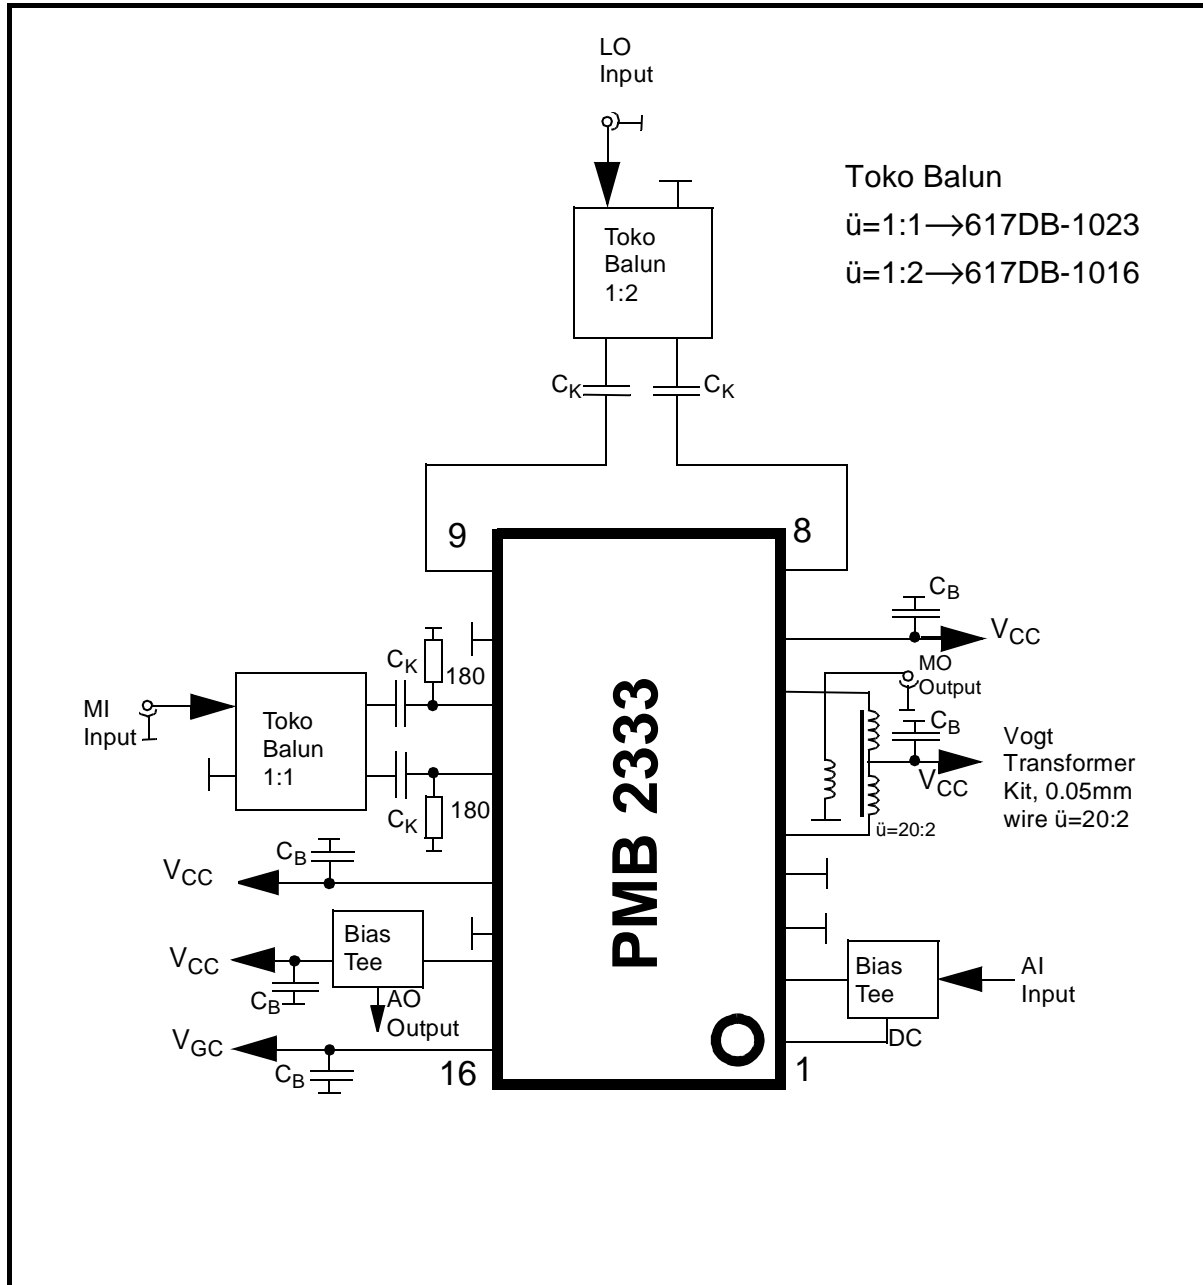 LO
Input
Toko Balun
ü=1:1→617DB-1023
ü=1:2→617DB-1016
Toko
Balun
1:2
CK
CK
9
8
CB
VCC
MO
Output
CB
VCC
Vogt
Transformer
Kit, 0.05mm
wire ü=20:2
ü=20:2
CK
180
MI
Input
Toko
Balun
1:1
CK
180
PMB 2333
CB
VCC
Bias
Tee
VCC
CB
AO
Output
VGC
CB
16
Bias
Tee
AI
Input
DC
1